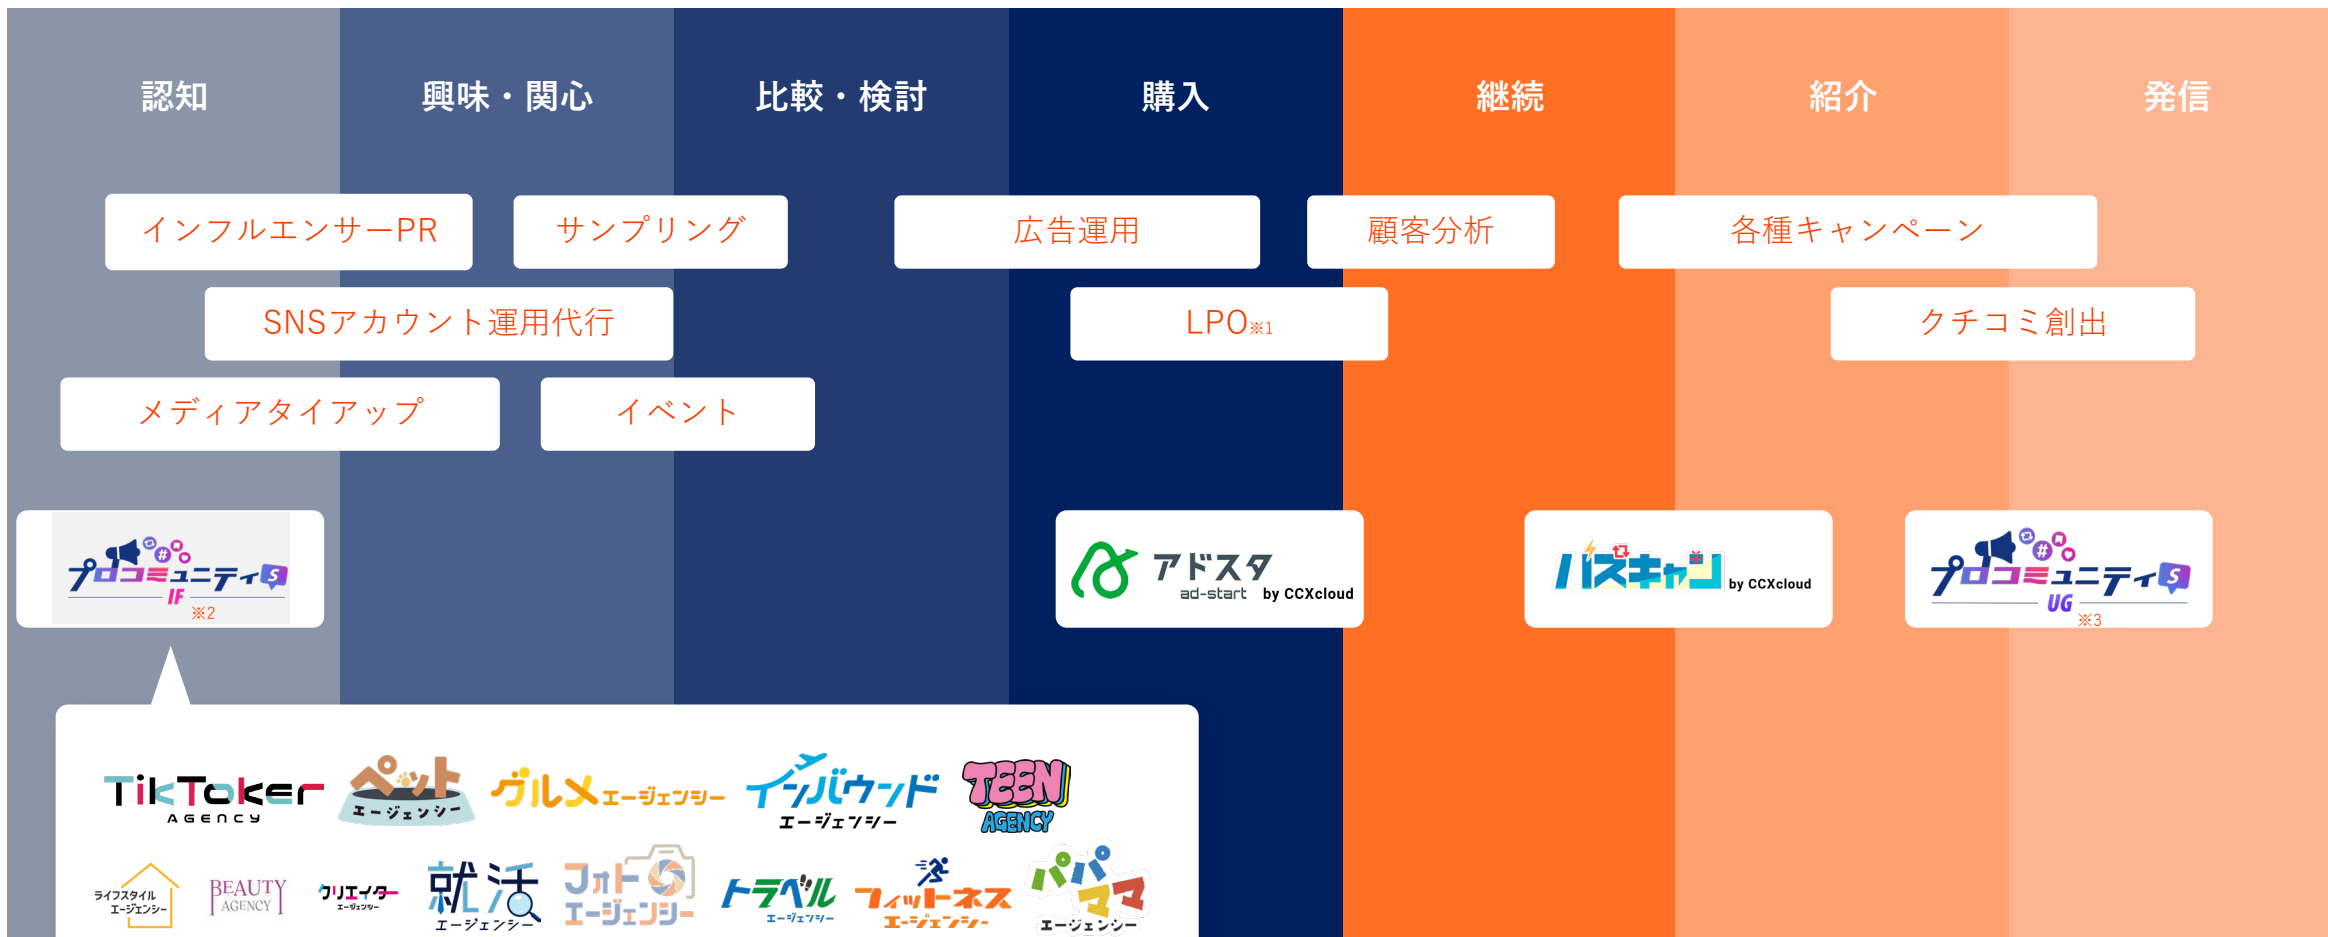 認知
興味・関心
比較・検討
購入
継続
紹介
発信
インフルエンサーPR
サンプリング
広告運用
顧客分析
各種キャンペーン
SNSアカウント運用代行
LPO※1
クチコミ創出
メディアタイアップ
イベント
プロコミュニティS
IF
※2
アドスタ
ad-start by CCXcloud
バズキャン by CCXcloud
プロコミュニティS
UG
※3
TikToker
AGENCY
ペット
エージェンシー
グルメエージェンシー
インバウンド
エージェンシー
TEEN
AGENCY
ライフスタイル
エージェンシー
BEAUTY
AGENCY
クリエイター
エージェンシー
就活
エージェンシー
フォト
エージェンシー
トラベル
エージェンシー
フィットネス
エージェンシー
パパ
ママ
エージェンシー